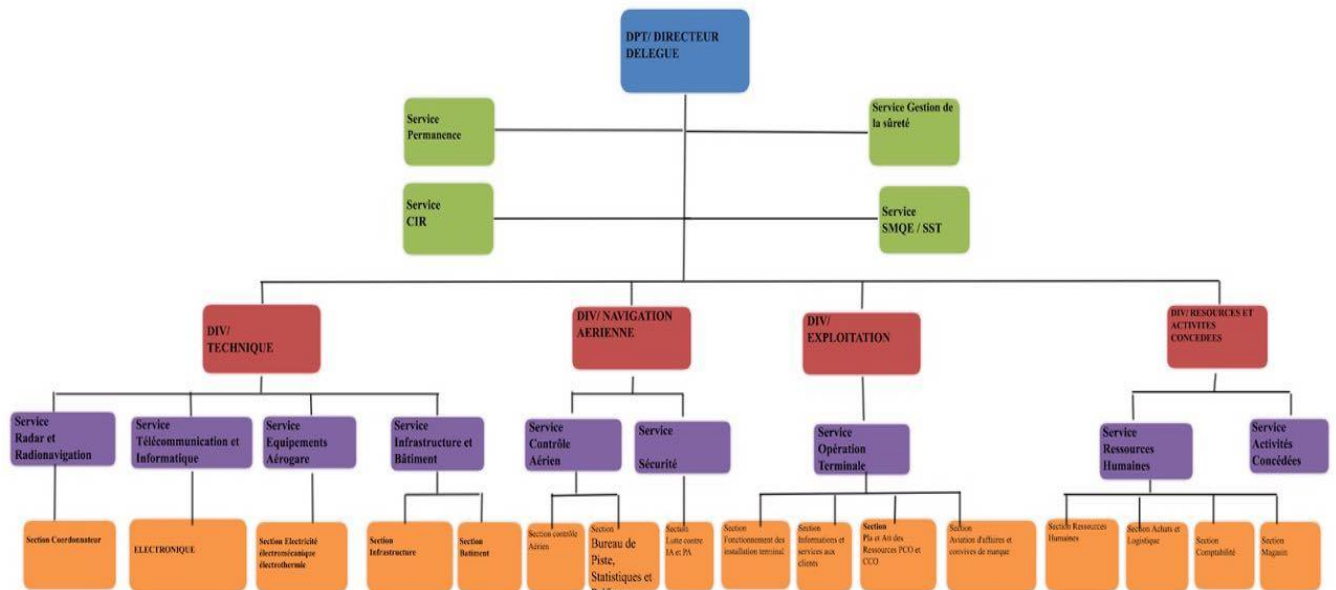 DPT/ DIRECTEUR
DELEGUE
Service
Permanence
Service Gestion de
la sûreté
Service
CIR
Service
SMQE / SST
DIV/
TECHNIQUE
DIV/ NAVIGATION
AERIENNE
DIV/
EXPLOITATION
DIV/ RESOURCES ET
ACTIVITES
CONCEDEES
Service
Radar et
Radionavigation
Service
Télécommunication et
Informatique
Service
Equipements
Aérogare
Service
Infrastructure et
Bâtiment
Service
Contrôle
Aérien
Service
Sécurité
Service
Opération
Terminale
Service
Ressources
Humaines
Service
Activités
Concédées
Section Coordonnateur
ELECTRONIQUE
Section Electricité
électromécanique
électrothermie
Section
Infrastructure
Section
Batiment
Section contrôle
Aérien
Section
Bureau de
Piste,
Statistiques et
Section
Lutte contre
IA et PA
Section
Fonctionnement des
installation terminal
Section
Informations et
services aux
clients
Section
Pla et Att des
Ressources PCO et
CCO
Section
Aviation d'affaires et
convives de marque
Section Ressources
Humaines
Section Achats et
Logistique
Section
Comptabilité
Section
Magasin